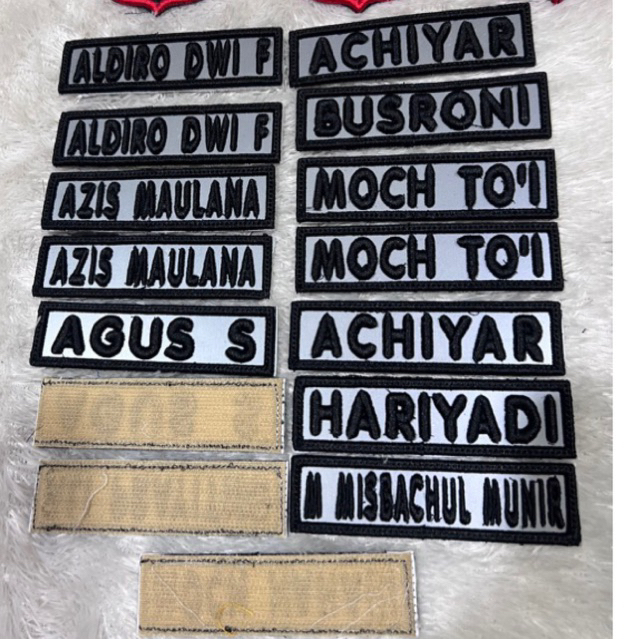 ALDIRO DWI F
ALDIRO DWI F
AZIS MAULANA
AZIS MAULANA
AGUS S
ACHIYAR
BUSRONI
MOCH TO'I
MOCH TO'I
ACHIYAR
HARIYADI
M MISBACHUL MUNIR